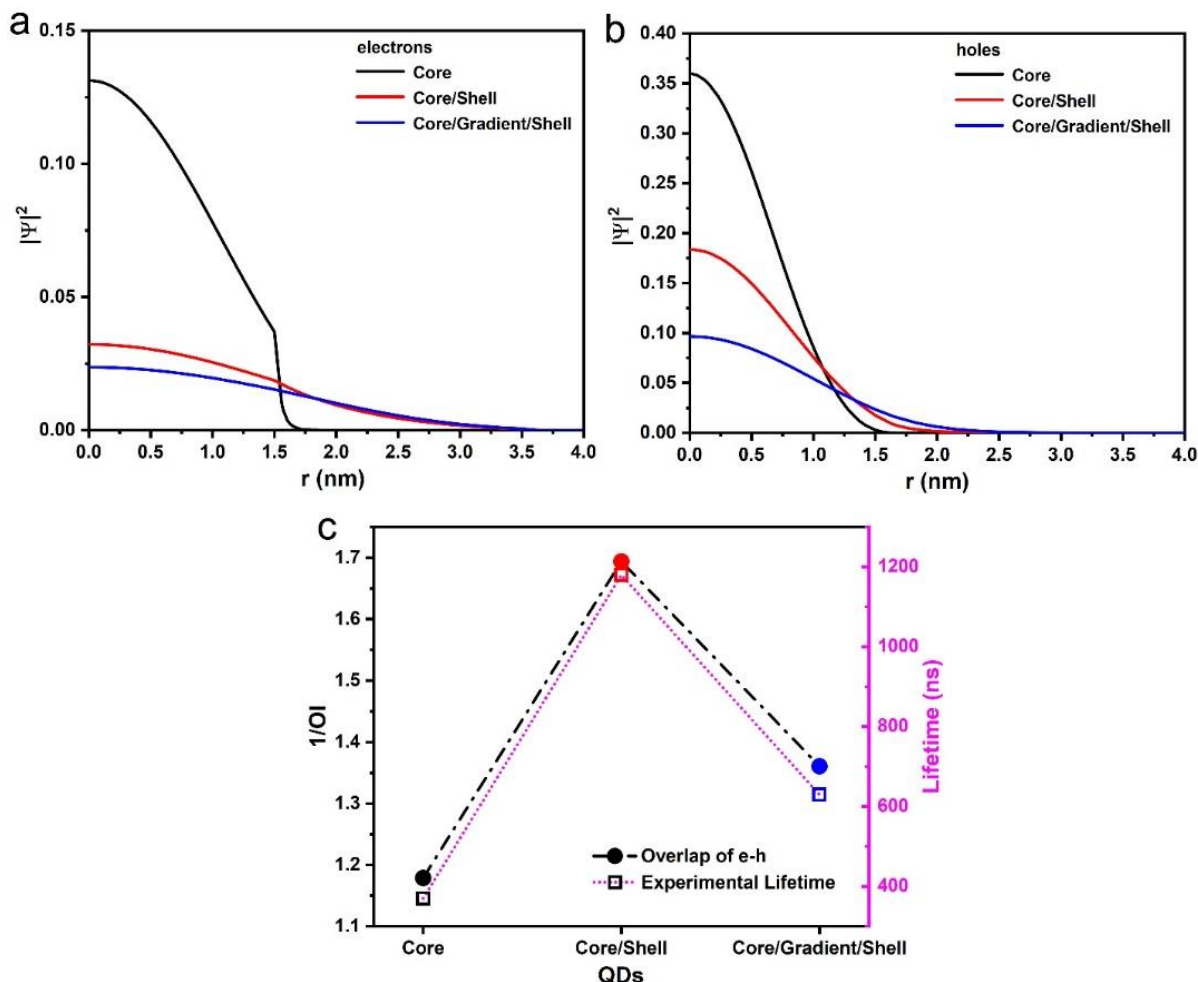 a
0.15
0.10
0.05
0.00
|Ψ|²
electrons
Core
Core/Shell
Core/Gradient/Shell
0.0 0.5 1.0 1.5 2.0 2.5 3.0 3.5 4.0
r (nm)
b
0.40
0.35
0.30
0.25
0.20
0.15
0.10
0.05
0.00
|Ψ|²
holes
Core
Core/Shell
Core/Gradient/Shell
0.0 0.5 1.0 1.5 2.0 2.5 3.0 3.5 4.0
r (nm)
c
1.7
1.6
1.5
1.4
1.3
1.2
1.1
1/OI
Overlap of e-h
Experimental Lifetime
1200
1000
800
600
400
Lifetime (ns)
Core Core/Shell Core/Gradient/Shell
QDs